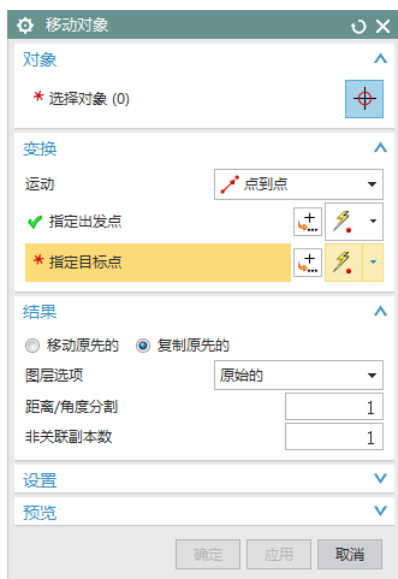 移动对象
对象
* 选择对象 (0)
变换
运动 点到点
指定出发点
* 指定目标点
结果
移动原先的 复制原先的
图层选项 原始的
距离/角度分割 1
非关联副本数 1
设置
预览
确定 应用 取消